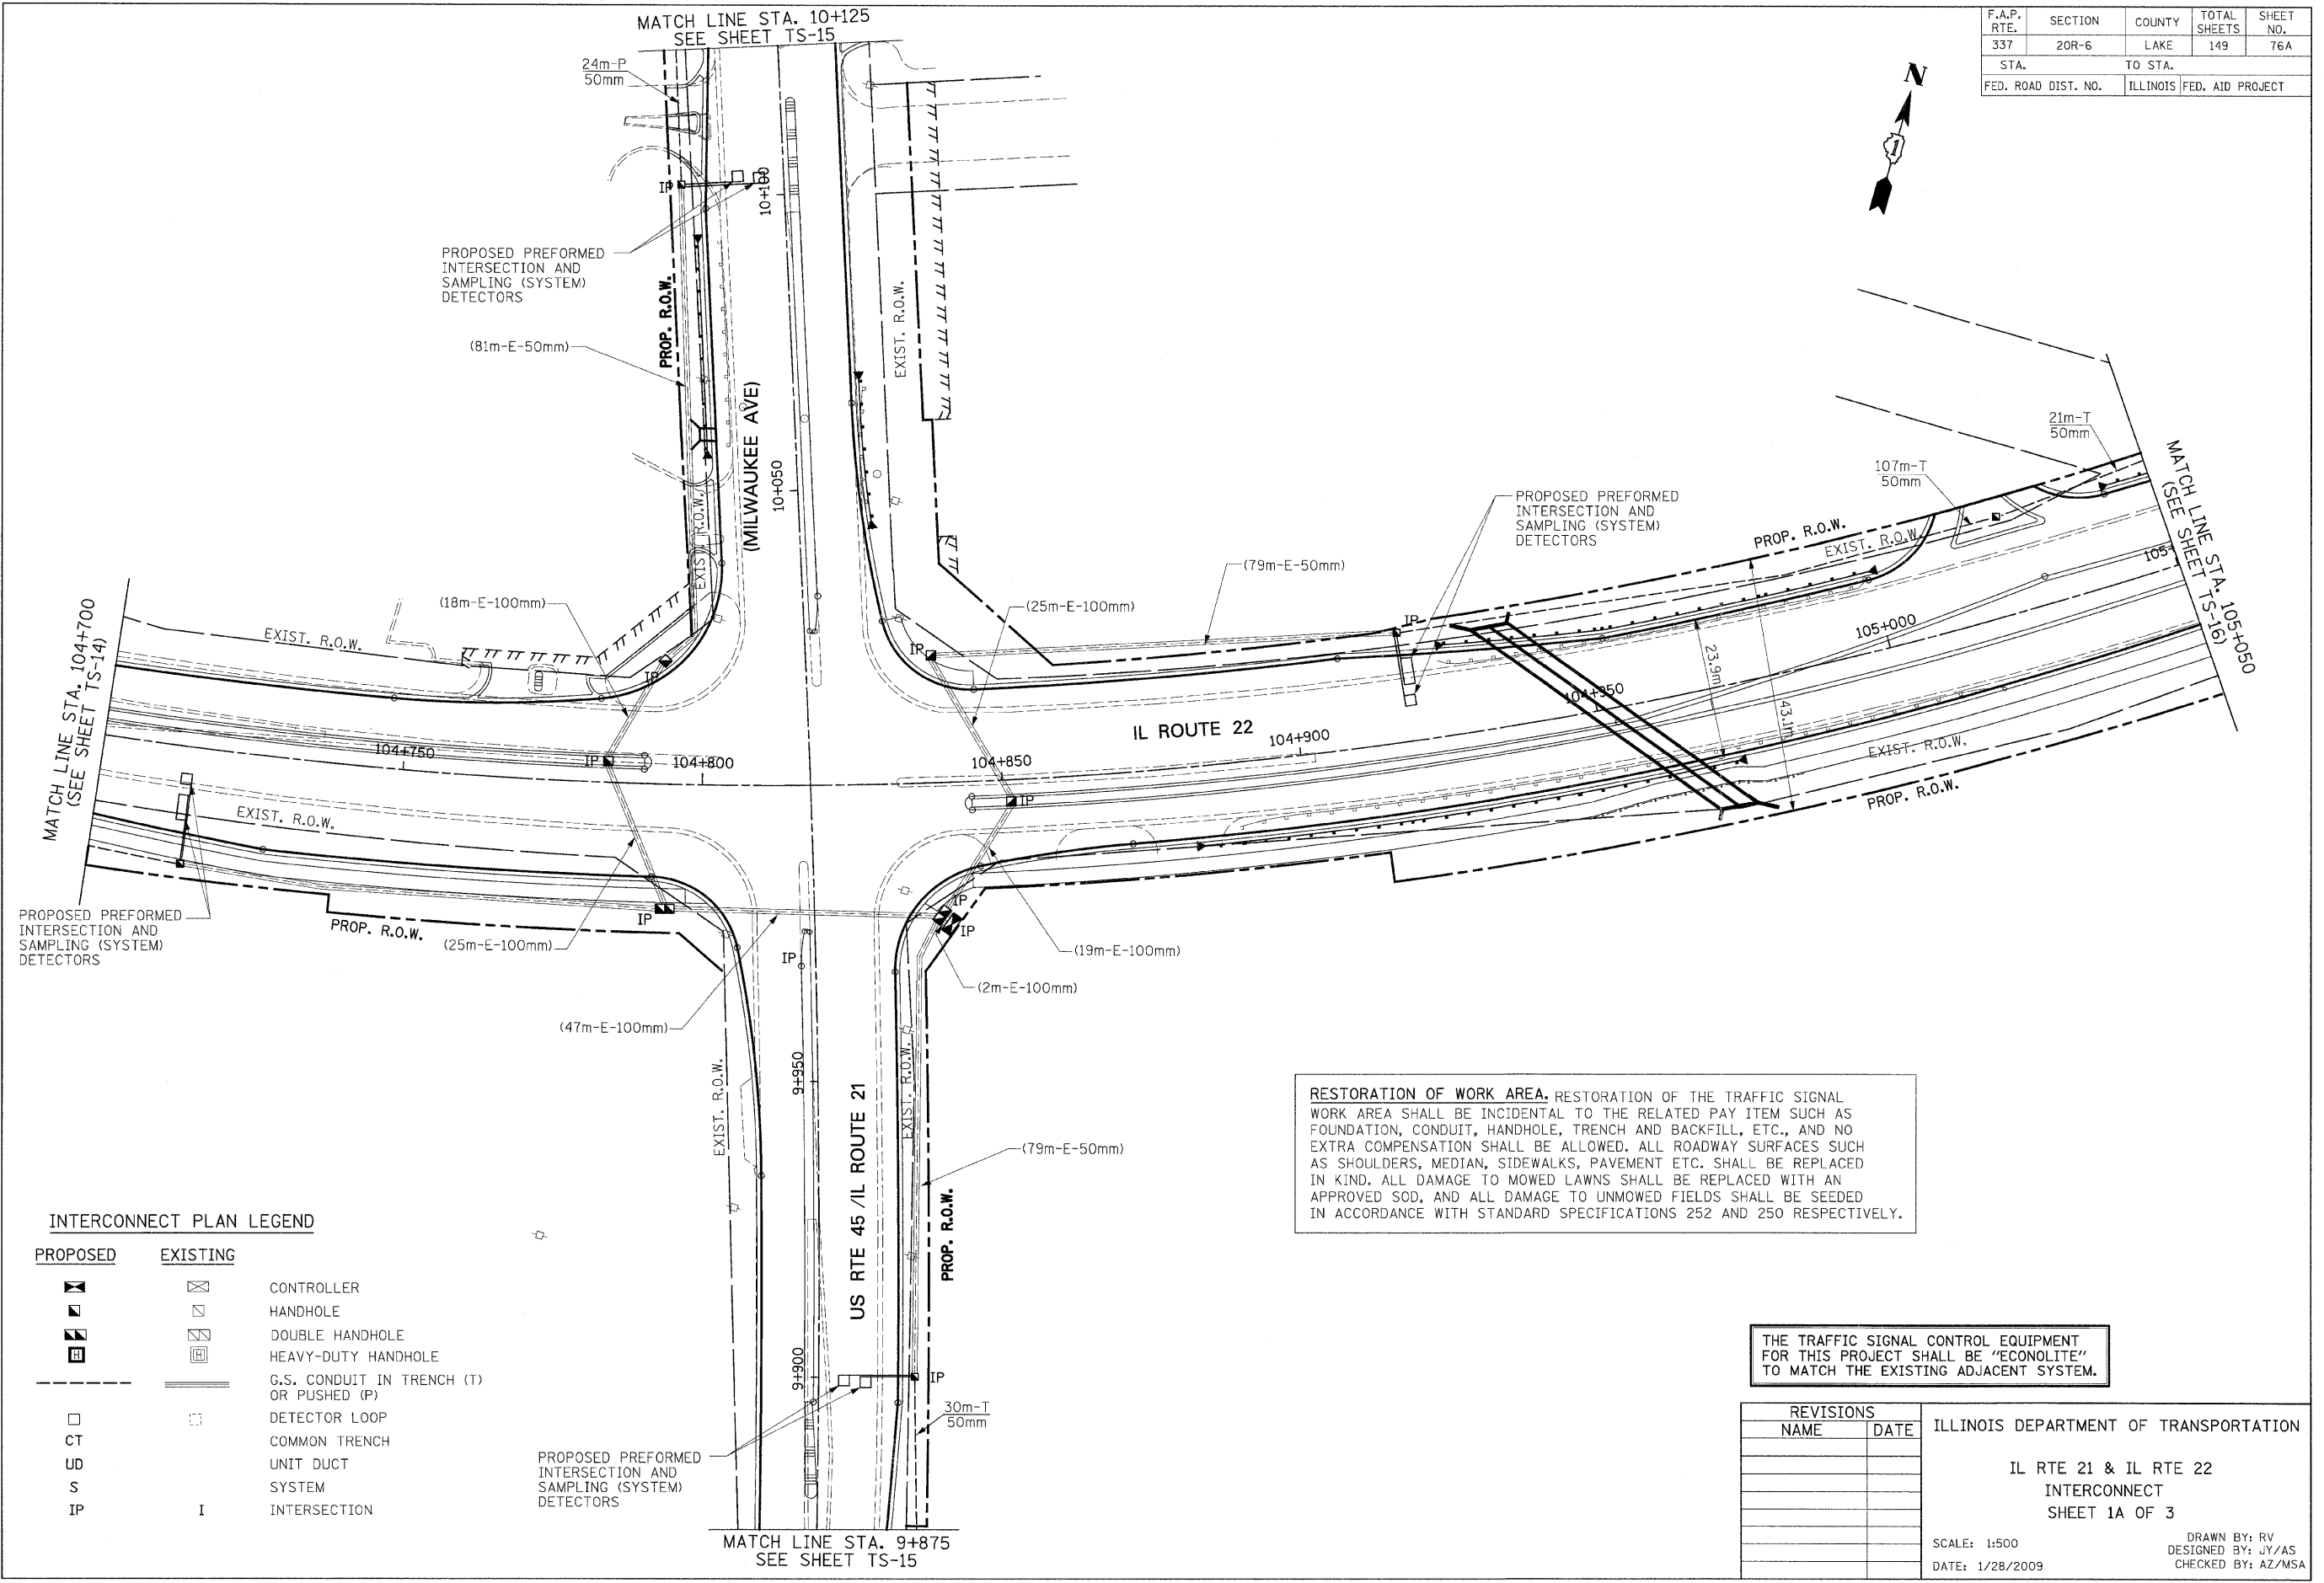 MATCH LINE STA. 10+125
SEE SHEET TS-15
F.A.P. RTE.
SECTION
COUNTY
TOTAL SHEETS
SHEET NO.
337
20R-6
LAKE
149
76A
STA.
TO STA.
FED. ROAD DIST. NO.
ILLINOIS
FED. AID PROJECT
N
1
24m-P
50mm
IP
10+100
PROPOSED PREFORMED
INTERSECTION AND
SAMPLING (SYSTEM)
DETECTORS
PROP. R.O.W.
EXIST. R.O.W.
(81m-E-50mm)
(MILWAUKEE AVE)
10+050
EXIST. R.O.W.
21m-T
50mm
107m-T
50mm
MATCH LINE STA. 105+050
(SEE SHEET TS-16)
PROPOSED PREFORMED
INTERSECTION AND
SAMPLING (SYSTEM)
DETECTORS
PROP. R.O.W.
EXIST. R.O.W.
105+
(79m-E-50mm)
(18m-E-100mm)
(25m-E-100mm)
MATCH LINE STA. 104+700
(SEE SHEET TS-14)
EXIST. R.O.W.
IP
IP
IP
105+000
23.9m
104+950
43.1m
IL ROUTE 22
104+900
104+750
IP
104+800
104+850
IP
EXIST. R.O.W.
PROP. R.O.W.
EXIST. R.O.W.
PROPOSED PREFORMED
INTERSECTION AND
SAMPLING (SYSTEM)
DETECTORS
PROP. R.O.W.
IP
IP
IP
(25m-E-100mm)
(19m-E-100mm)
IP
(2m-E-100mm)
(47m-E-100mm)
EXIST. R.O.W.
9+950
US RTE 45 /IL ROUTE 21
EXIST. R.O.W.
(79m-E-50mm)
PROP. R.O.W.
RESTORATION OF WORK AREA. RESTORATION OF THE TRAFFIC SIGNAL
WORK AREA SHALL BE INCIDENTAL TO THE RELATED PAY ITEM SUCH AS
FOUNDATION, CONDUIT, HANDHOLE, TRENCH AND BACKFILL, ETC., AND NO
EXTRA COMPENSATION SHALL BE ALLOWED. ALL ROADWAY SURFACES SUCH
AS SHOULDERS, MEDIAN, SIDEWALKS, PAVEMENT ETC. SHALL BE REPLACED
IN KIND. ALL DAMAGE TO MOWED LAWNS SHALL BE REPLACED WITH AN
APPROVED SOD, AND ALL DAMAGE TO UNMOWED FIELDS SHALL BE SEEDED
IN ACCORDANCE WITH STANDARD SPECIFICATIONS 252 AND 250 RESPECTIVELY.
INTERCONNECT PLAN LEGEND
PROPOSED EXISTING
CONTROLLER
HANDHOLE
DOUBLE HANDHOLE
H H HEAVY-DUTY HANDHOLE
G.S. CONDUIT IN TRENCH (T)
OR PUSHED (P)
DETECTOR LOOP
CT COMMON TRENCH
UD UNIT DUCT
S SYSTEM
IP I INTERSECTION
9+900
IP
30m-T
50mm
PROPOSED PREFORMED
INTERSECTION AND
SAMPLING (SYSTEM)
DETECTORS
MATCH LINE STA. 9+875
SEE SHEET TS-15
THE TRAFFIC SIGNAL CONTROL EQUIPMENT
FOR THIS PROJECT SHALL BE "ECONOLITE"
TO MATCH THE EXISTING ADJACENT SYSTEM.
REVISIONS
NAME DATE
ILLINOIS DEPARTMENT OF TRANSPORTATION
IL RTE 21 & IL RTE 22
INTERCONNECT
SHEET 1A OF 3
SCALE: 1:500
DATE: 1/28/2009
DRAWN BY: RV
DESIGNED BY: JY/AS
CHECKED BY: AZ/MSA